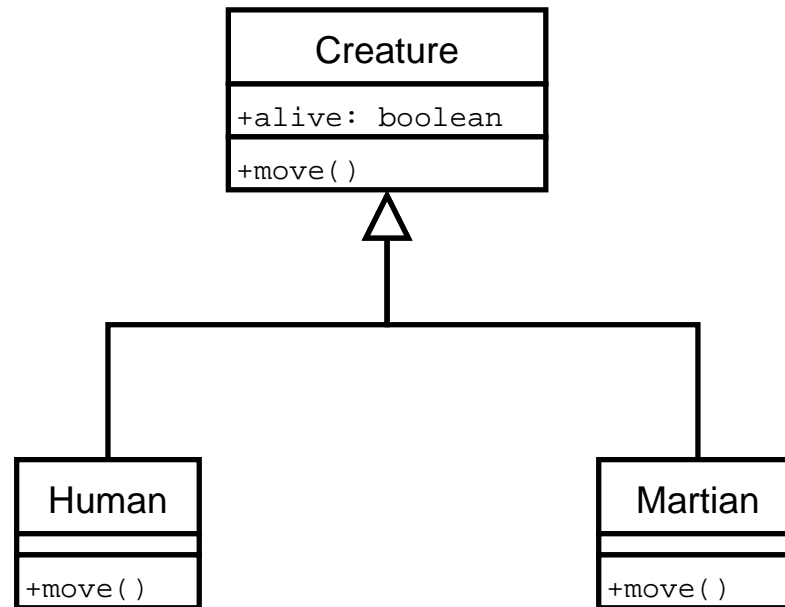 Creature
+alive: boolean
+move()
Human
+move()
Martian
+move()